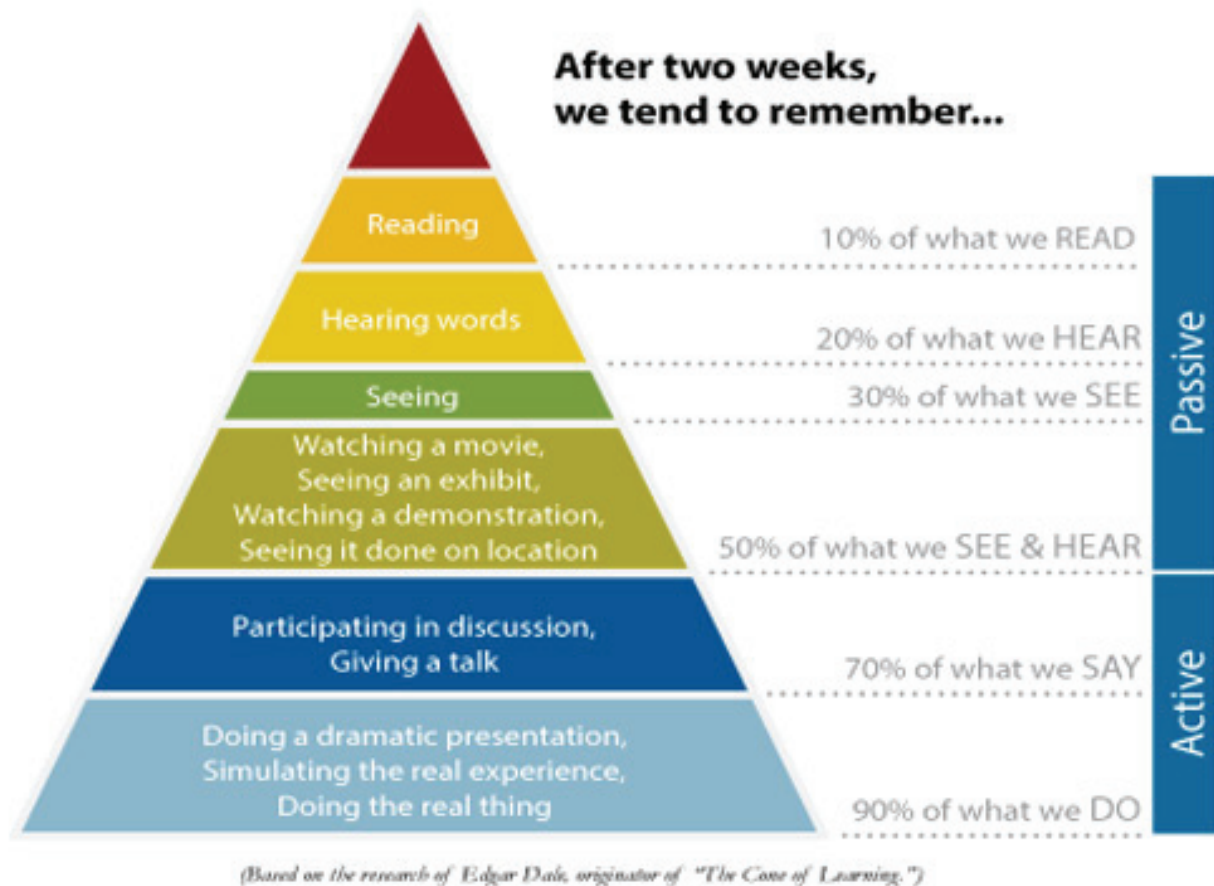 After two weeks,
we tend to remember...
Reading
10% of what we READ
Hearing words
20% of what we HEAR
Seeing
30% of what we SEE
Watching a movie,
Seeing an exhibit,
Watching a demonstration,
Seeing it done on location
50% of what we SEE & HEAR
Passive
Participating in discussion,
Giving a talk
70% of what we SAY
Doing a dramatic presentation,
Simulating the real experience,
Doing the real thing
90% of what we DO
Active
(Based on the research of Edgar Dale, originator of "The Cone of Learning.")